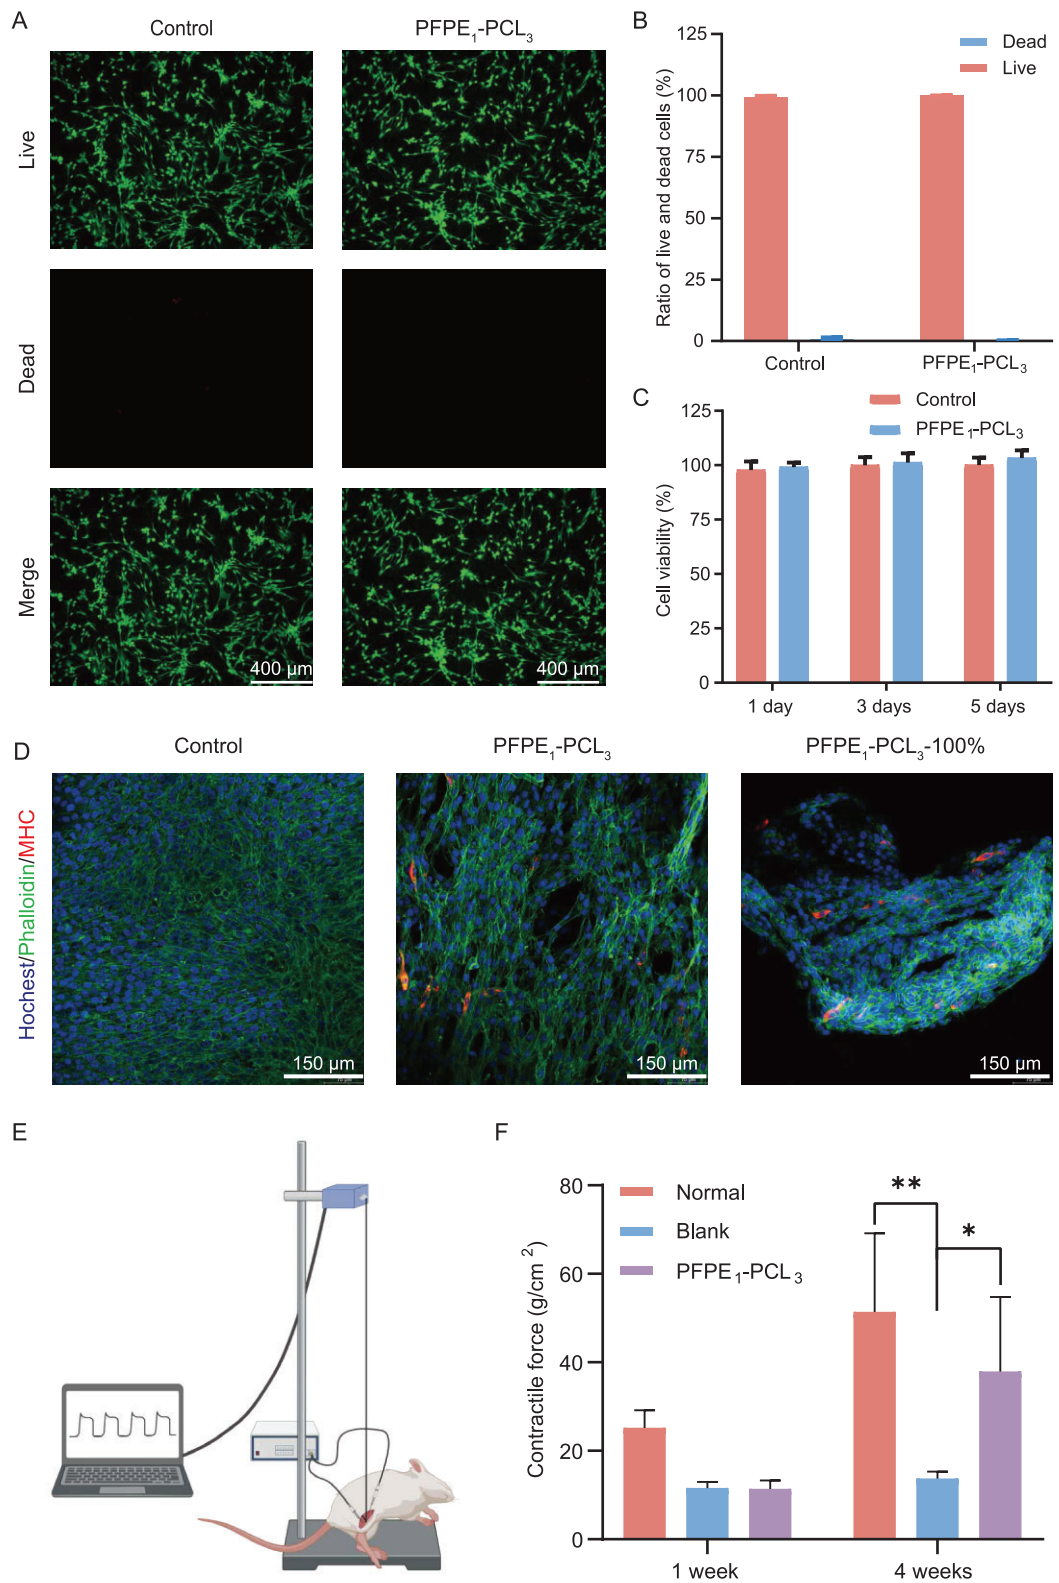 A
Control
PFPE1-PCL3
Live
Dead
Merge
400 µm
400 µm
B
Ratio of live and dead cells (%)
125
100
75
50
25
0
Dead
Live
Control
PFPE1-PCL3
C
Cell viability (%)
125
100
75
50
25
0
Control
PFPE1-PCL3
1 day
3 days
5 days
D
Control
PFPE1-PCL3
PFPE1-PCL3-100%
Hochest/Phalloidin/MHC
150 µm
150 µm
150 µm
E
F
Contractile force (g/cm2)
80
60
40
20
0
Normal
Blank
PFPE1-PCL3
**
*
1 week
4 weeks